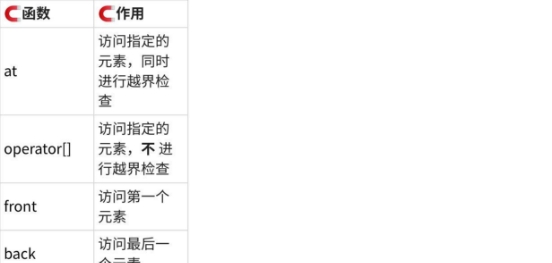 函数 作用
at
访问指定的
元素，同时
进行越界检
查
operator[]
访问指定的
元素，不 进
行越界检查
front
访问第一个
元素
back
访问最后一
个元素